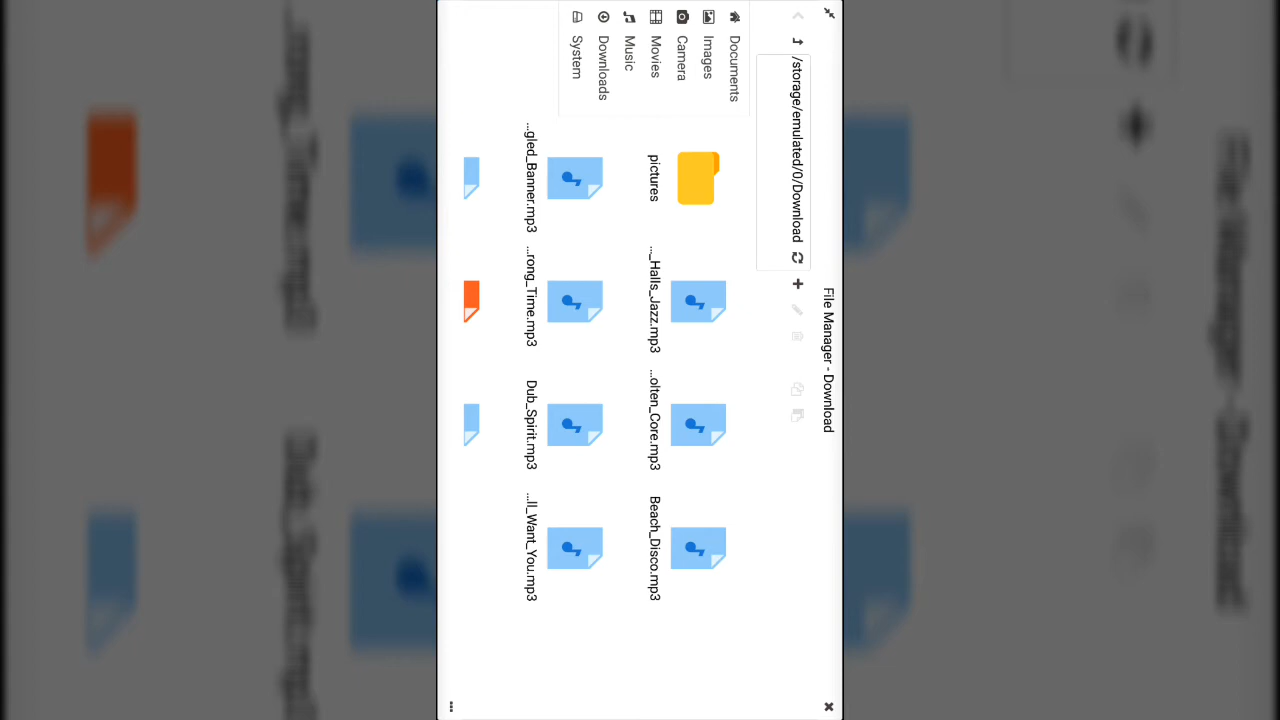 File Manager - Download
/storage/emulated/0/Download
Documents
Images
Camera
Movies
Music
Downloads
System
pictures
..._Halls_Jazz.mp3
...olten_Core.mp3
Beach_Disco.mp3
...gled_Banner.mp3
...rong_Time.mp3
Dub_Spirit.mp3
...ll_Want_You.mp3